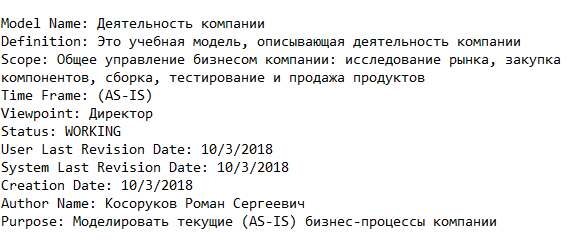 Model Name: Деятельность компании
Definition: Это учебная модель, описывающая деятельность компании
Scope: Общее управление бизнесом компании: исследование рынка, закупка
компонентов, сборка, тестирование и продажа продуктов
Time Frame: (AS-IS)
Viewpoint: Директор
Status: WORKING
User Last Revision Date: 10/3/2018
System Last Revision Date: 10/3/2018
Creation Date: 10/3/2018
Author Name: Косоруков Роман Сергеевич
Purpose: Моделировать текущие (AS-IS) бизнес-процессы компании